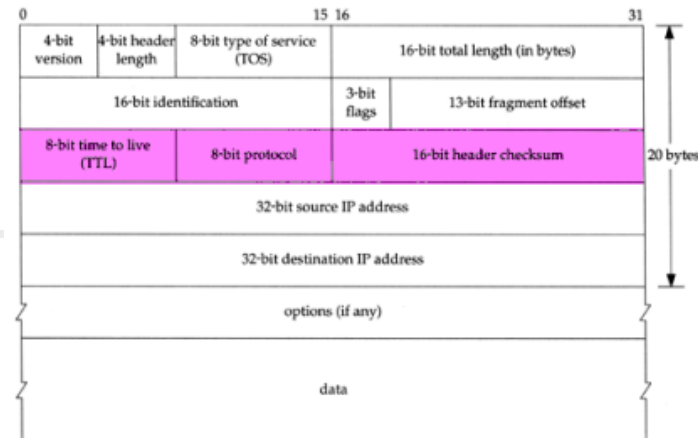 0 15 16 31
4-bit version
4-bit header length
8-bit type of service (TOS)
16-bit total length (in bytes)
16-bit identification
3-bit flags
13-bit fragment offset
8-bit time to live (TTL)
8-bit protocol
16-bit header checksum
20 bytes
32-bit source IP address
32-bit destination IP address
options (if any)
data